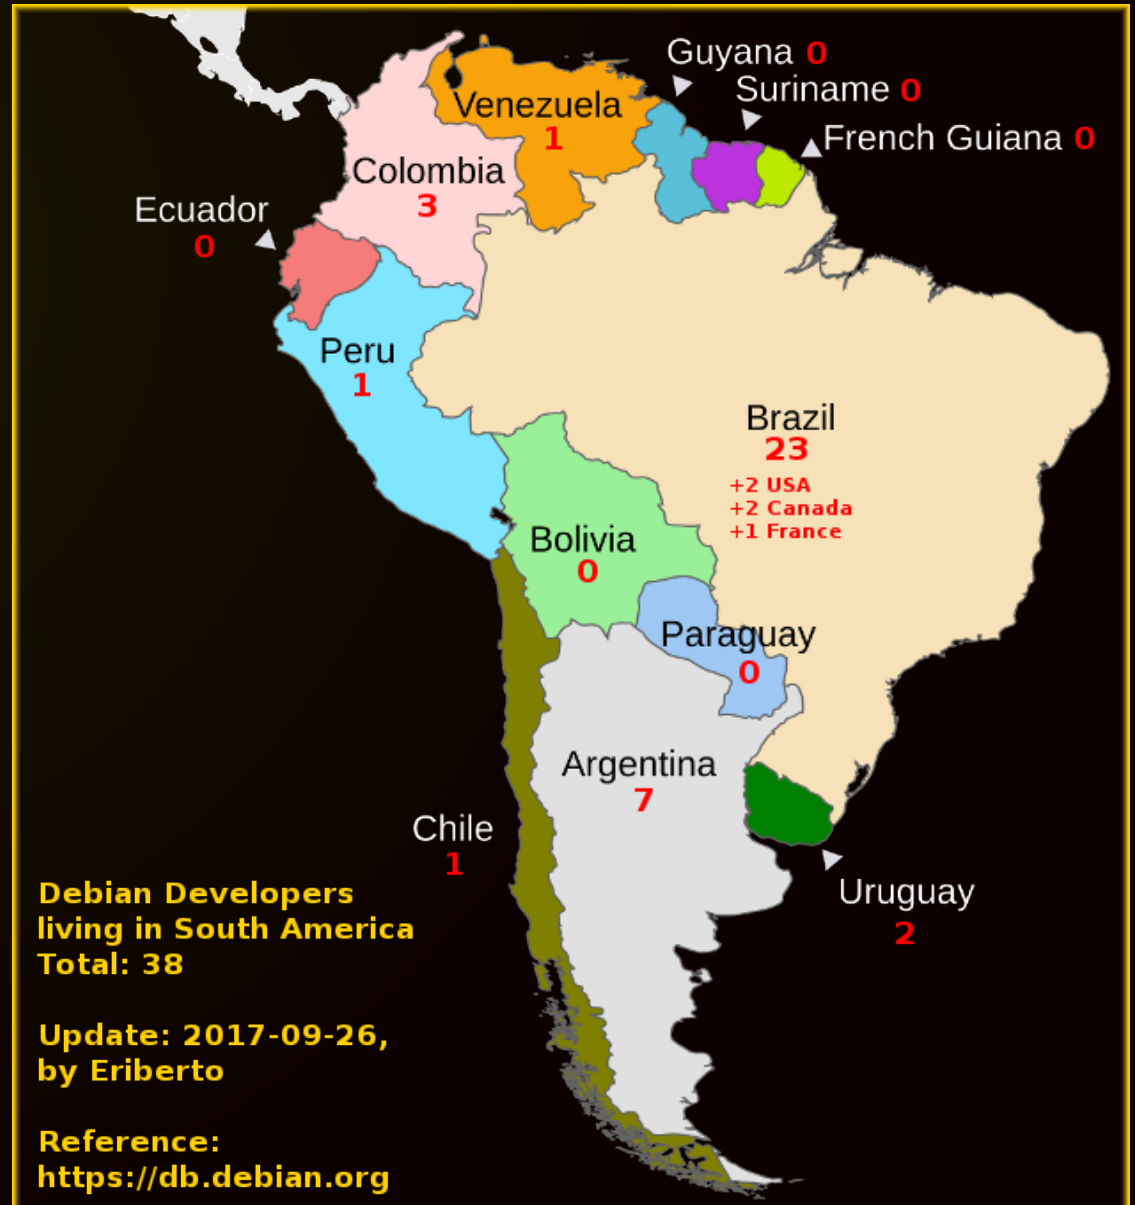 Guyana 0
Suriname 0
French Guiana 0
Venezuela
1
Colombia
3
Ecuador
0
Peru
1
Brazil
23
+2 USA
+2 Canada
+1 France
Bolivia
0
Paraguay
0
Argentina
7
Chile
1
Uruguay
2
Debian Developers
living in South America
Total: 38
Update: 2017-09-26,
by Eriberto
Reference:
https://db.debian.org